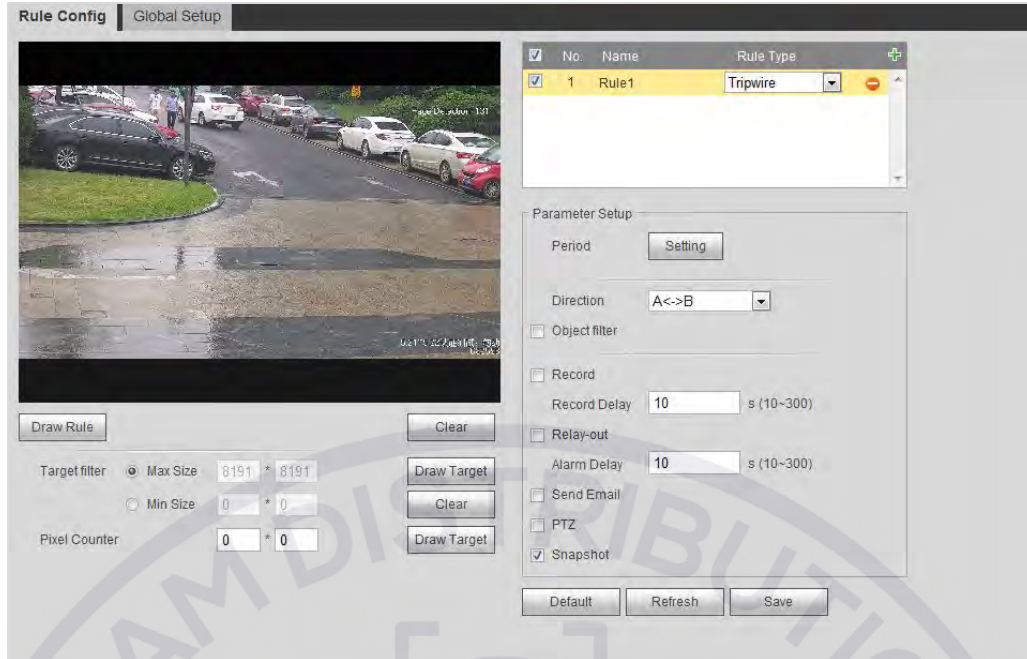 Rule Config Global Setup
No. Name Rule Type
1 Rule1 Tripwire
Parameter Setup
Period Setting
Direction A<->B
Object filter
Record
Record Delay 10 s (10~300)
Relay-out
Alarm Delay 10 s (10~300)
Send Email
PTZ
Snapshot
Default Refresh Save
Draw Rule Clear
Target filter Max Size 8191 * 8191 Draw Target
Min Size 0 * 0 Clear
Pixel Counter 0 * 0 Draw Target
AM DISTRIBUTIO